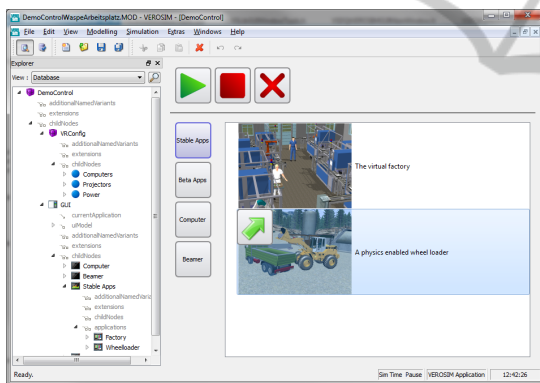 DemoControlWaspeArbeitsplatz.MOD - VEROSIM - [DemoControl]
File Edit View Modelling Simulation Extras Windows Help
Explorer
View : Database
DemoControl
additionalNamedVariants
extensions
childNodes
VRConfig
additionalNamedVariants
extensions
childNodes
Computers
Projectors
Power
GUI
currentApplication
uiModel
additionalNamedVariants
extensions
childNodes
Computer
Beamer
Stable Apps
additionalNamedVaria
extensions
childNodes
applications
Factory
Wheelloader
Stable Apps
Beta Apps
Computer
Beamer
The virtual factory
A physics enabled wheel loader
Ready.
Sim Time Pause VEROSIM Application 12:42:26